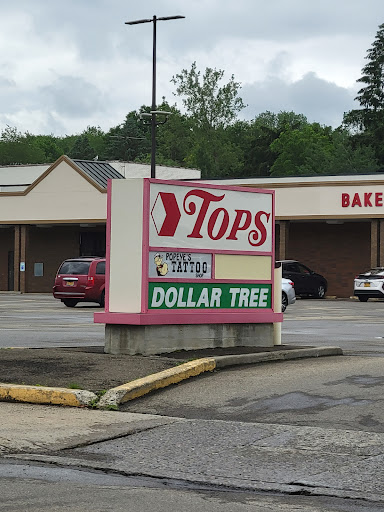 Tops
POPEYE'S
TATTOO
SHOP
DOLLAR TREE
BAKE